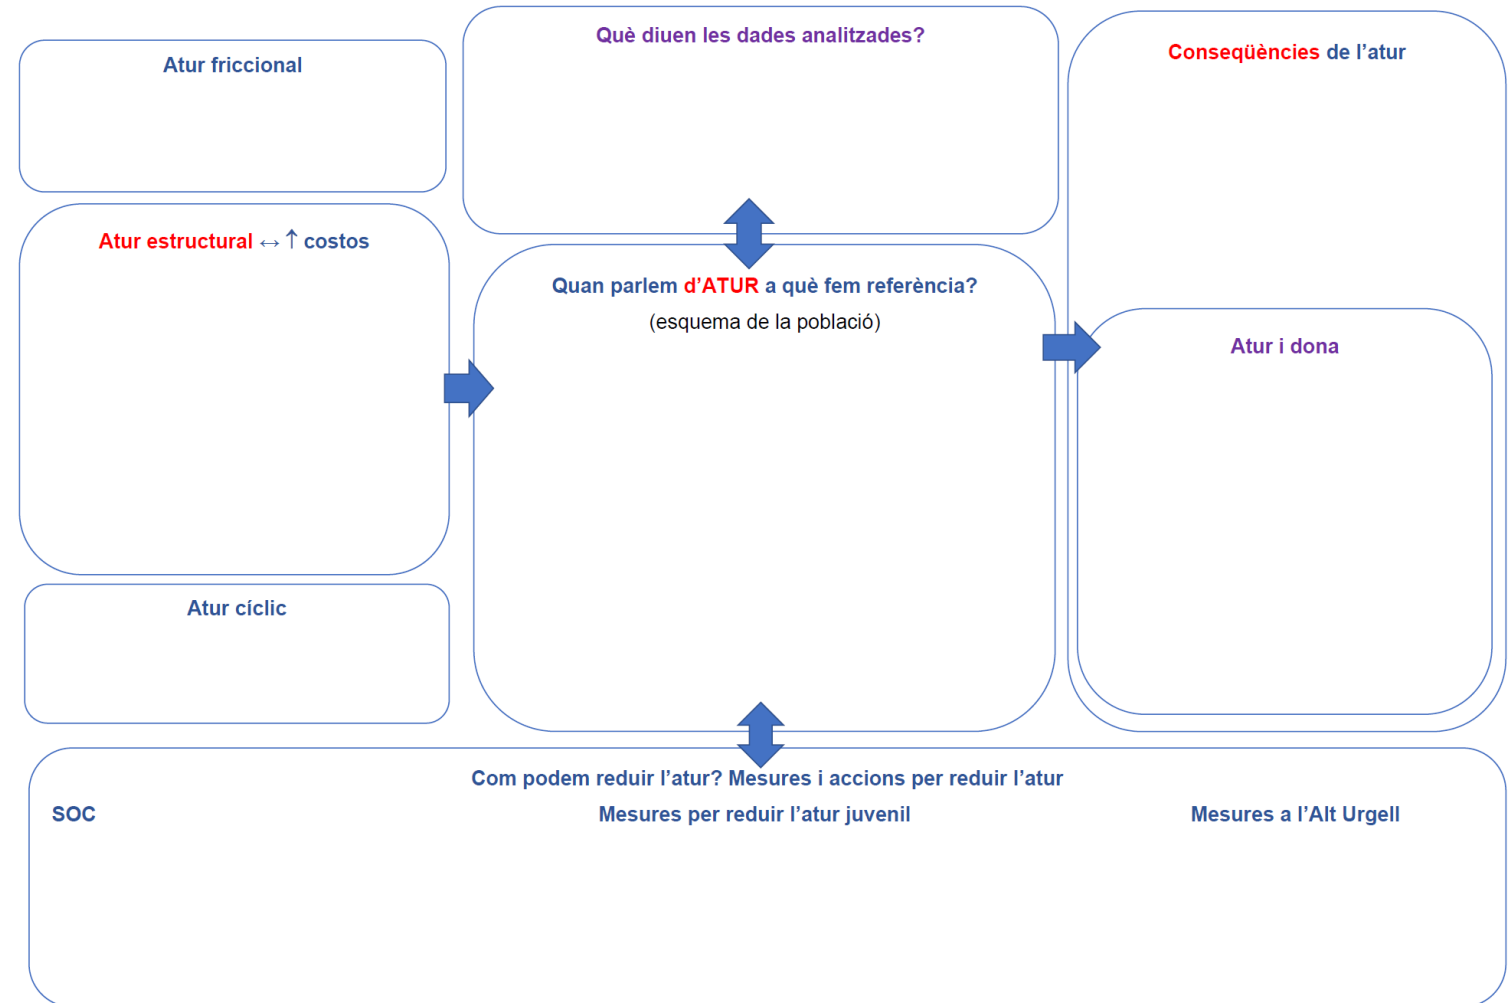 Atur friccional
Atur estructural ↔ ↑ costos
Atur cíclic
Què diuen les dades analitzades?
Quan parlem d’ATUR a què fem referència?
(esquema de la població)
Conseqüències de l’atur
Atur i dona
Com podem reduir l’atur? Mesures i accions per reduir l’atur
SOC
Mesures per reduir l’atur juvenil
Mesures a l’Alt Urgell